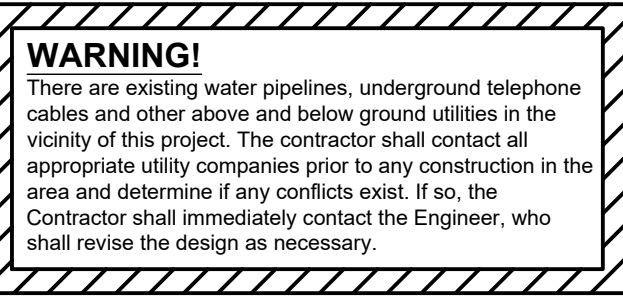 WARNING!
There are existing water pipelines, underground telephone
cables and other above and below ground utilities in the
vicinity of this project. The contractor shall contact all
appropriate utility companies prior to any construction in the
area and determine if any conflicts exist. If so, the
Contractor shall immediately contact the Engineer, who
shall revise the design as necessary.